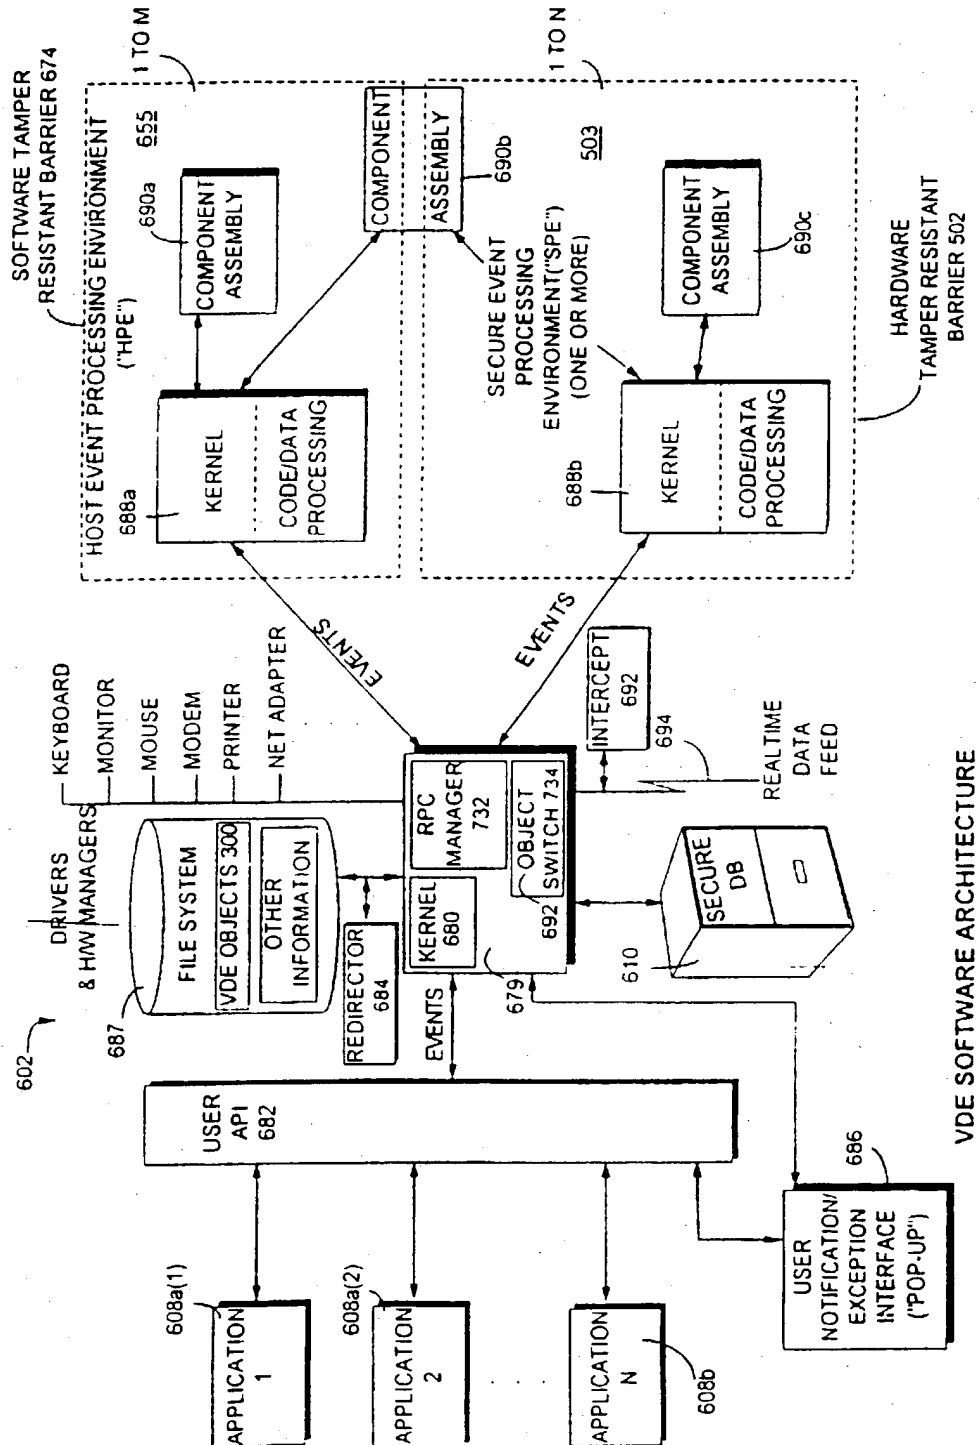 SOFTWARE TAMPER
RESISTANT BARRIER 674
HOST EVENT PROCESSING ENVIRONMENT
("HPE")
655
1 TO M
690a
COMPONENT
ASSEMBLY
688a
KERNEL
CODE/DATA
PROCESSING
COMPONENT
ASSEMBLY
690b
1 TO N
503
SECURE EVENT
PROCESSING
ENVIRONMENT("SPE")
(ONE OR MORE)
688b
KERNEL
CODE/DATA
PROCESSING
COMPONENT
ASSEMBLY
690c
HARDWARE
TAMPER RESISTANT
BARRIER 502
EVENTS
EVENTS
602
DRIVERS
& H/W MANAGERS
KEYBOARD
MONITOR
MOUSE
MODEM
PRINTER
NET ADAPTER
687
FILE SYSTEM
VDE OBJECTS 300
OTHER
INFORMATION
REDIRECTOR
684
EVENTS
KERNEL
680
RPC
MANAGER
732
OBJECT
SWITCH 734
692
679
INTERCEPT
692
694
REALTIME
DATA
FEED
610
SECURE
DB
USER
API
682
608a(1)
APPLICATION
1
608a(2)
APPLICATION
2
APPLICATION
N
608b
686
USER
NOTIFICATION/
EXCEPTION
INTERFACE
("POP-UP")
VDE SOFTWARE ARCHITECTURE